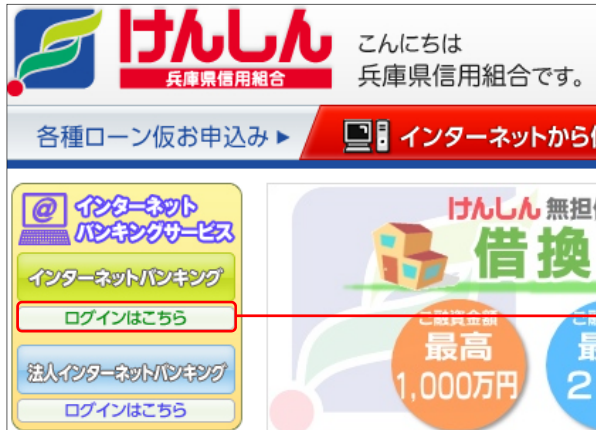 けんしん
兵庫県信用組合
こんにちは
兵庫県信用組合です。
各種ローン仮お申込み▶
インターネットから
@ インターネット
バンキングサービス
インターネットバンキング
ログインはこちら
法人インターネットバンキング
ログインはこちら
けんしん 無担
借換
ご融資金額
最高
1,000万円
2